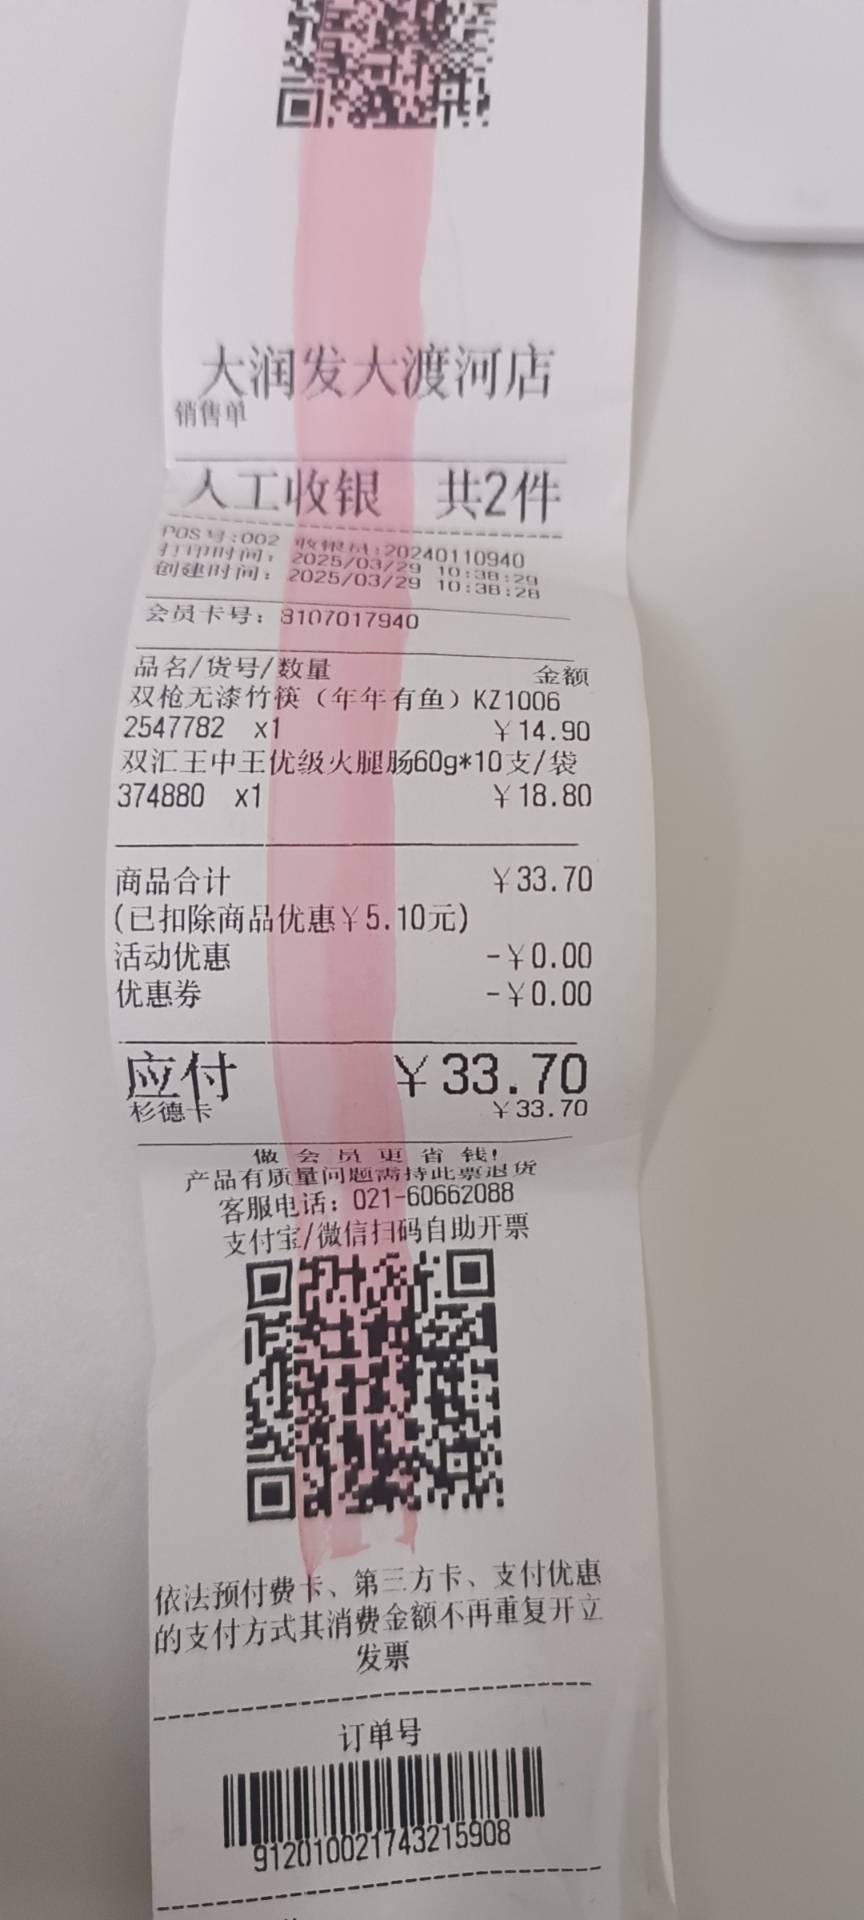 大润发大渡河店
销售单
人工收银 共2件
POS号:002 收银员:20240110940
打印时间: 2025/03/29 10:38:29
创建时间: 2025/03/29 10:38:28
会员卡号: 8107017940
品名/货号/数量 金额
双枪无漆竹筷（年年有鱼）KZ1006
2547782 x1 ￥14.90
双汇王中王优级火腿肠60g*10支/袋
374880 x1 ￥18.80
商品合计 ￥33.70
(已扣除商品优惠￥5.10元)
活动优惠 -￥0.00
优惠券 -￥0.00
应付 ￥33.70
杉德卡 ￥33.70
做会员更省钱!
产品有质量问题需持此票退货
客服电话: 021-60662088
支付宝/微信扫码自助开票
依法预付费卡、第三方卡、支付优惠
的支付方式其消费金额不再重复开立
发票
订单号
912010021743215908